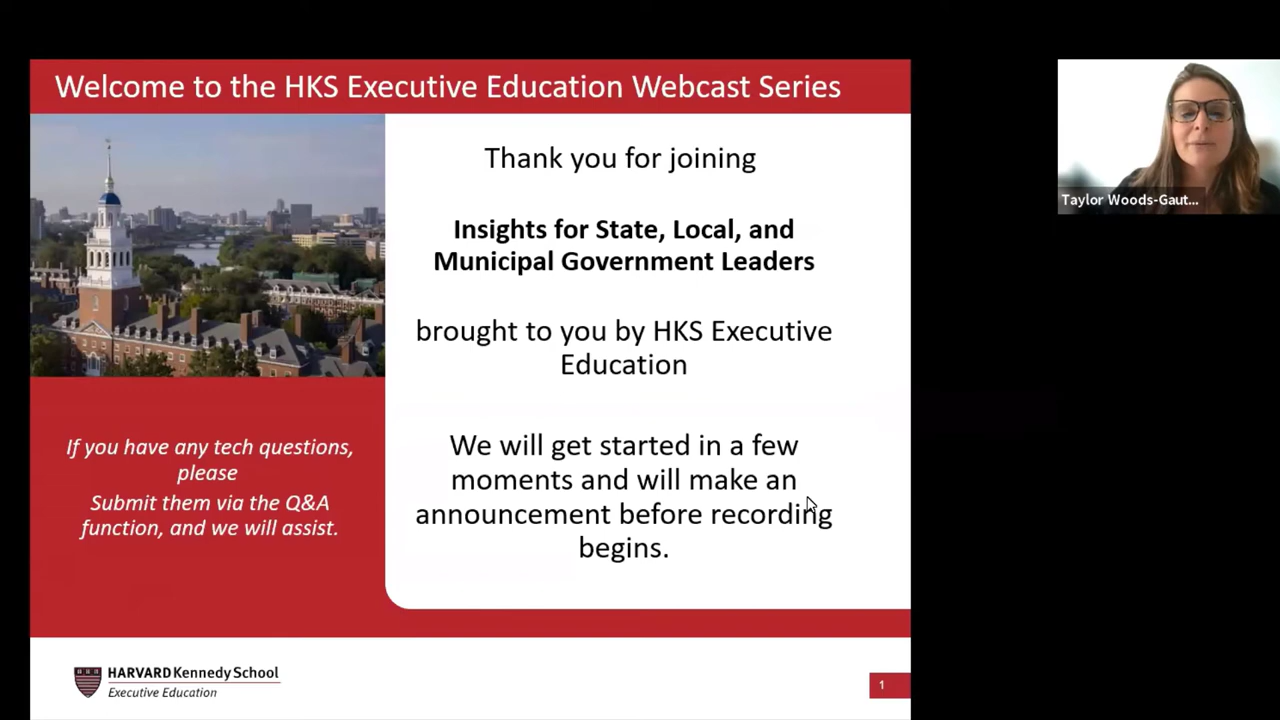 Welcome to the HKS Executive Education Webcast Series
Thank you for joining
Insights for State, Local, and
Municipal Government Leaders
brought to you by HKS Executive
Education
We will get started in a few
moments and will make an
announcement before recording
begins.
If you have any tech questions,
please
Submit them via the Q&A
function, and we will assist.
HARVARD Kennedy School
Executive Education
1
Taylor Woods-Gaut...